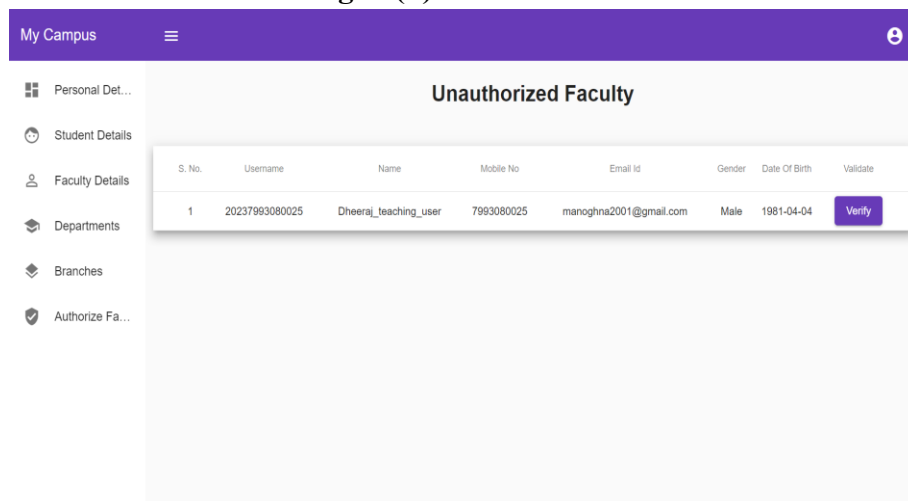 My Campus
Personal Det...
Student Details
Faculty Details
Departments
Branches
Authorize Fa...
Unauthorized Faculty
S. No. Username Name Mobile No Email Id Gender Date Of Birth Validate
1 20237993080025 Dheeraj_teaching_user 7993080025 manoghna2001@gmail.com Male 1981-04-04 Verify